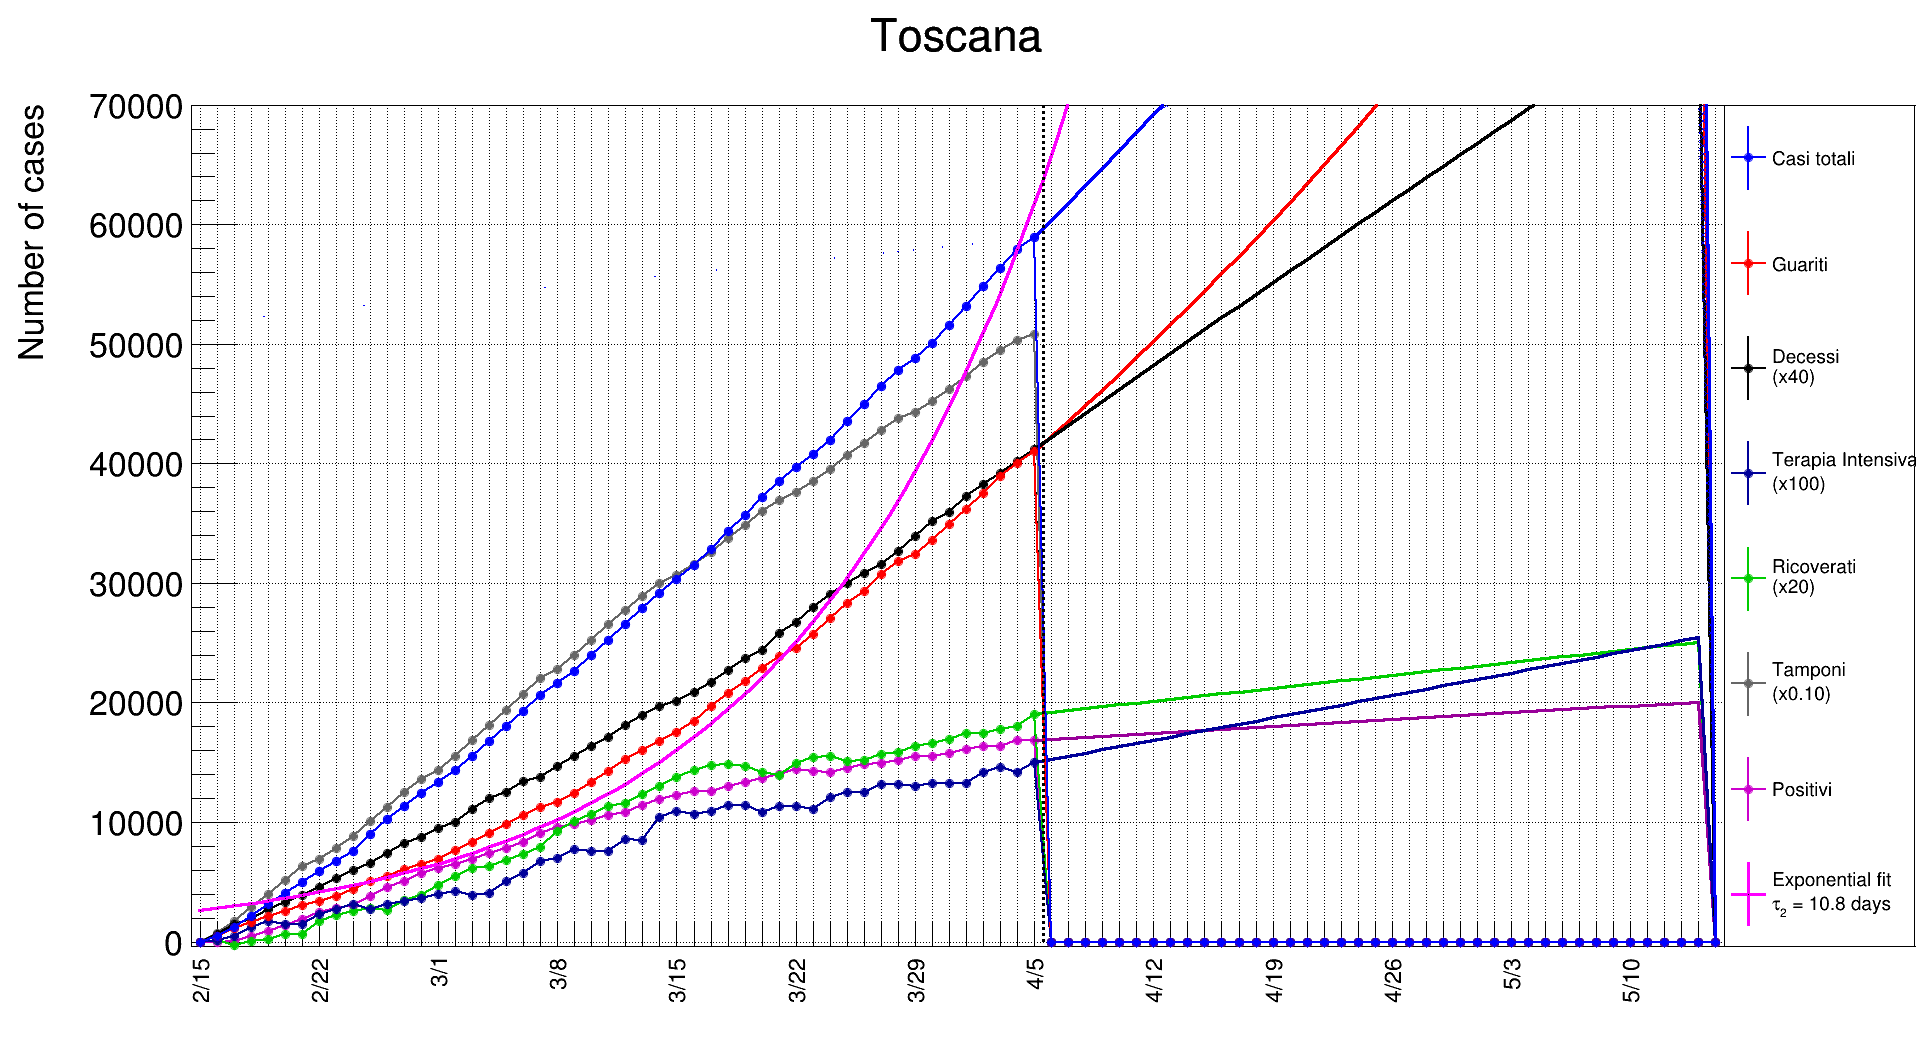 Toscana
Number of cases
70000
60000
50000
40000
30000
20000
10000
0
2/15
2/22
3/1
3/8
3/15
3/22
3/29
4/5
4/12
4/19
4/26
5/3
5/10
Casi totali
Guariti
Decessi
(x40)
Terapia Intensiva
(x100)
Ricoverati
(x20)
Tamponi
(x0.10)
Positivi
Exponential fit
τ2 = 10.8 days